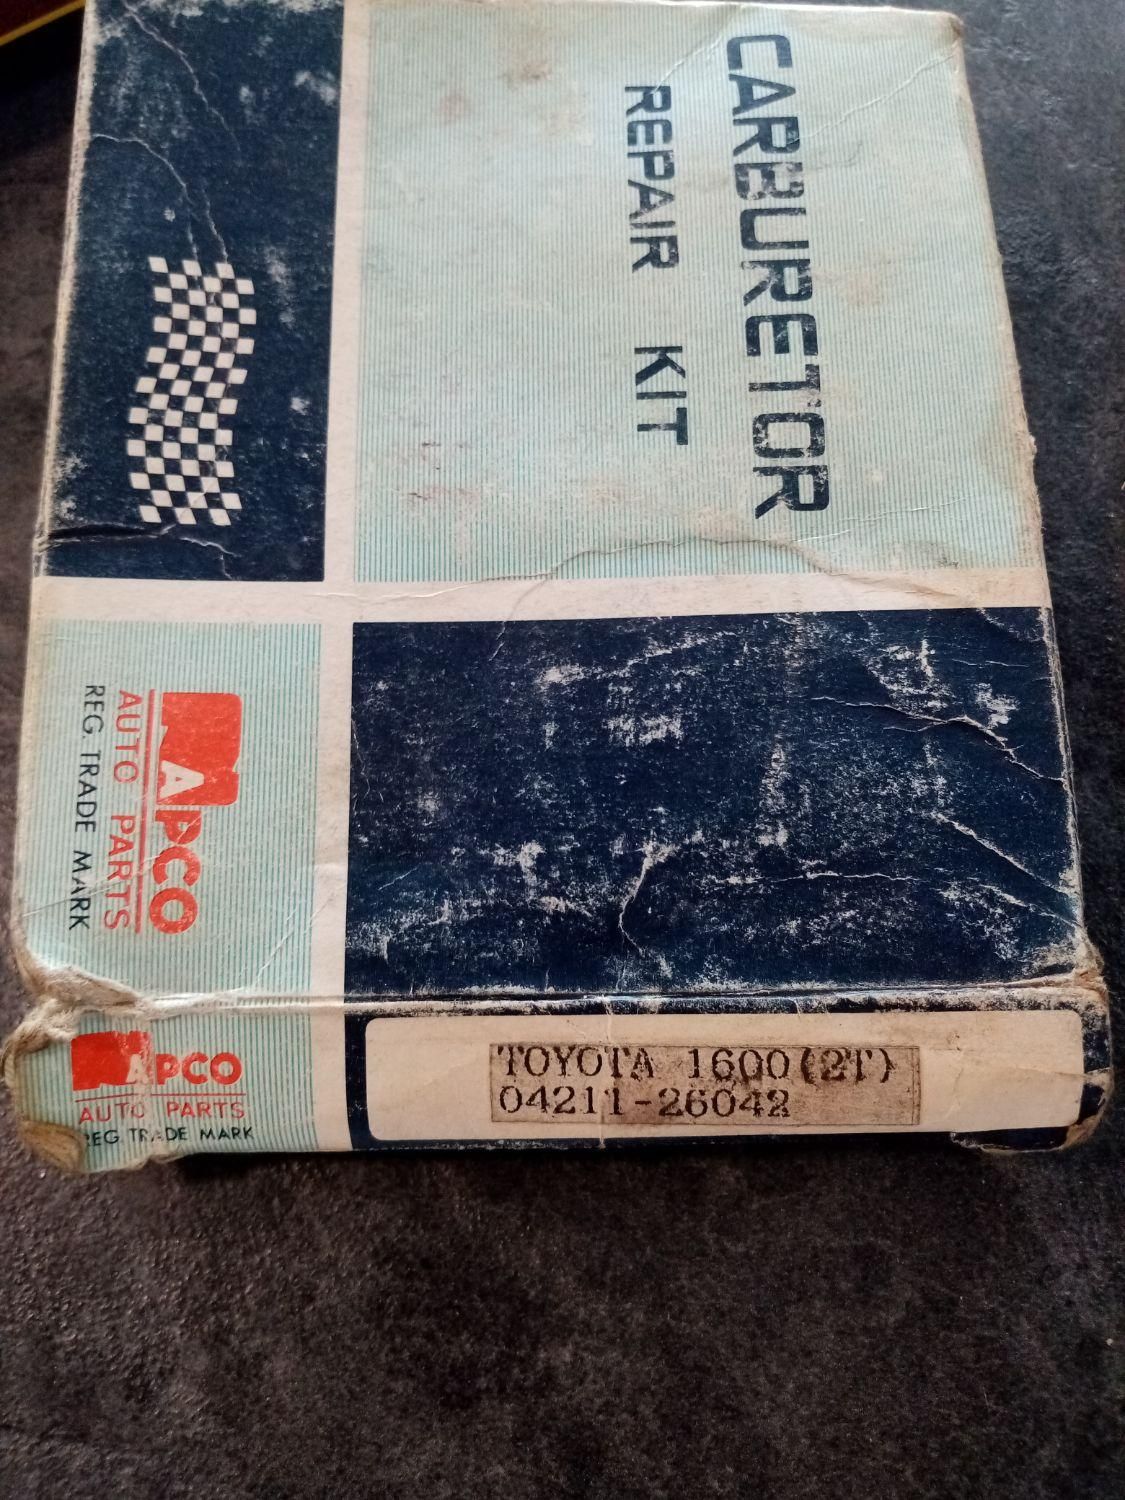 CARBURETOR
REPAIR KIT
APCO
AUTO PARTS
REG TRADE MARK
APCO
AUTO PARTS
REG TRADE MARK
TOYOTA 1600(2T)
04211-26042